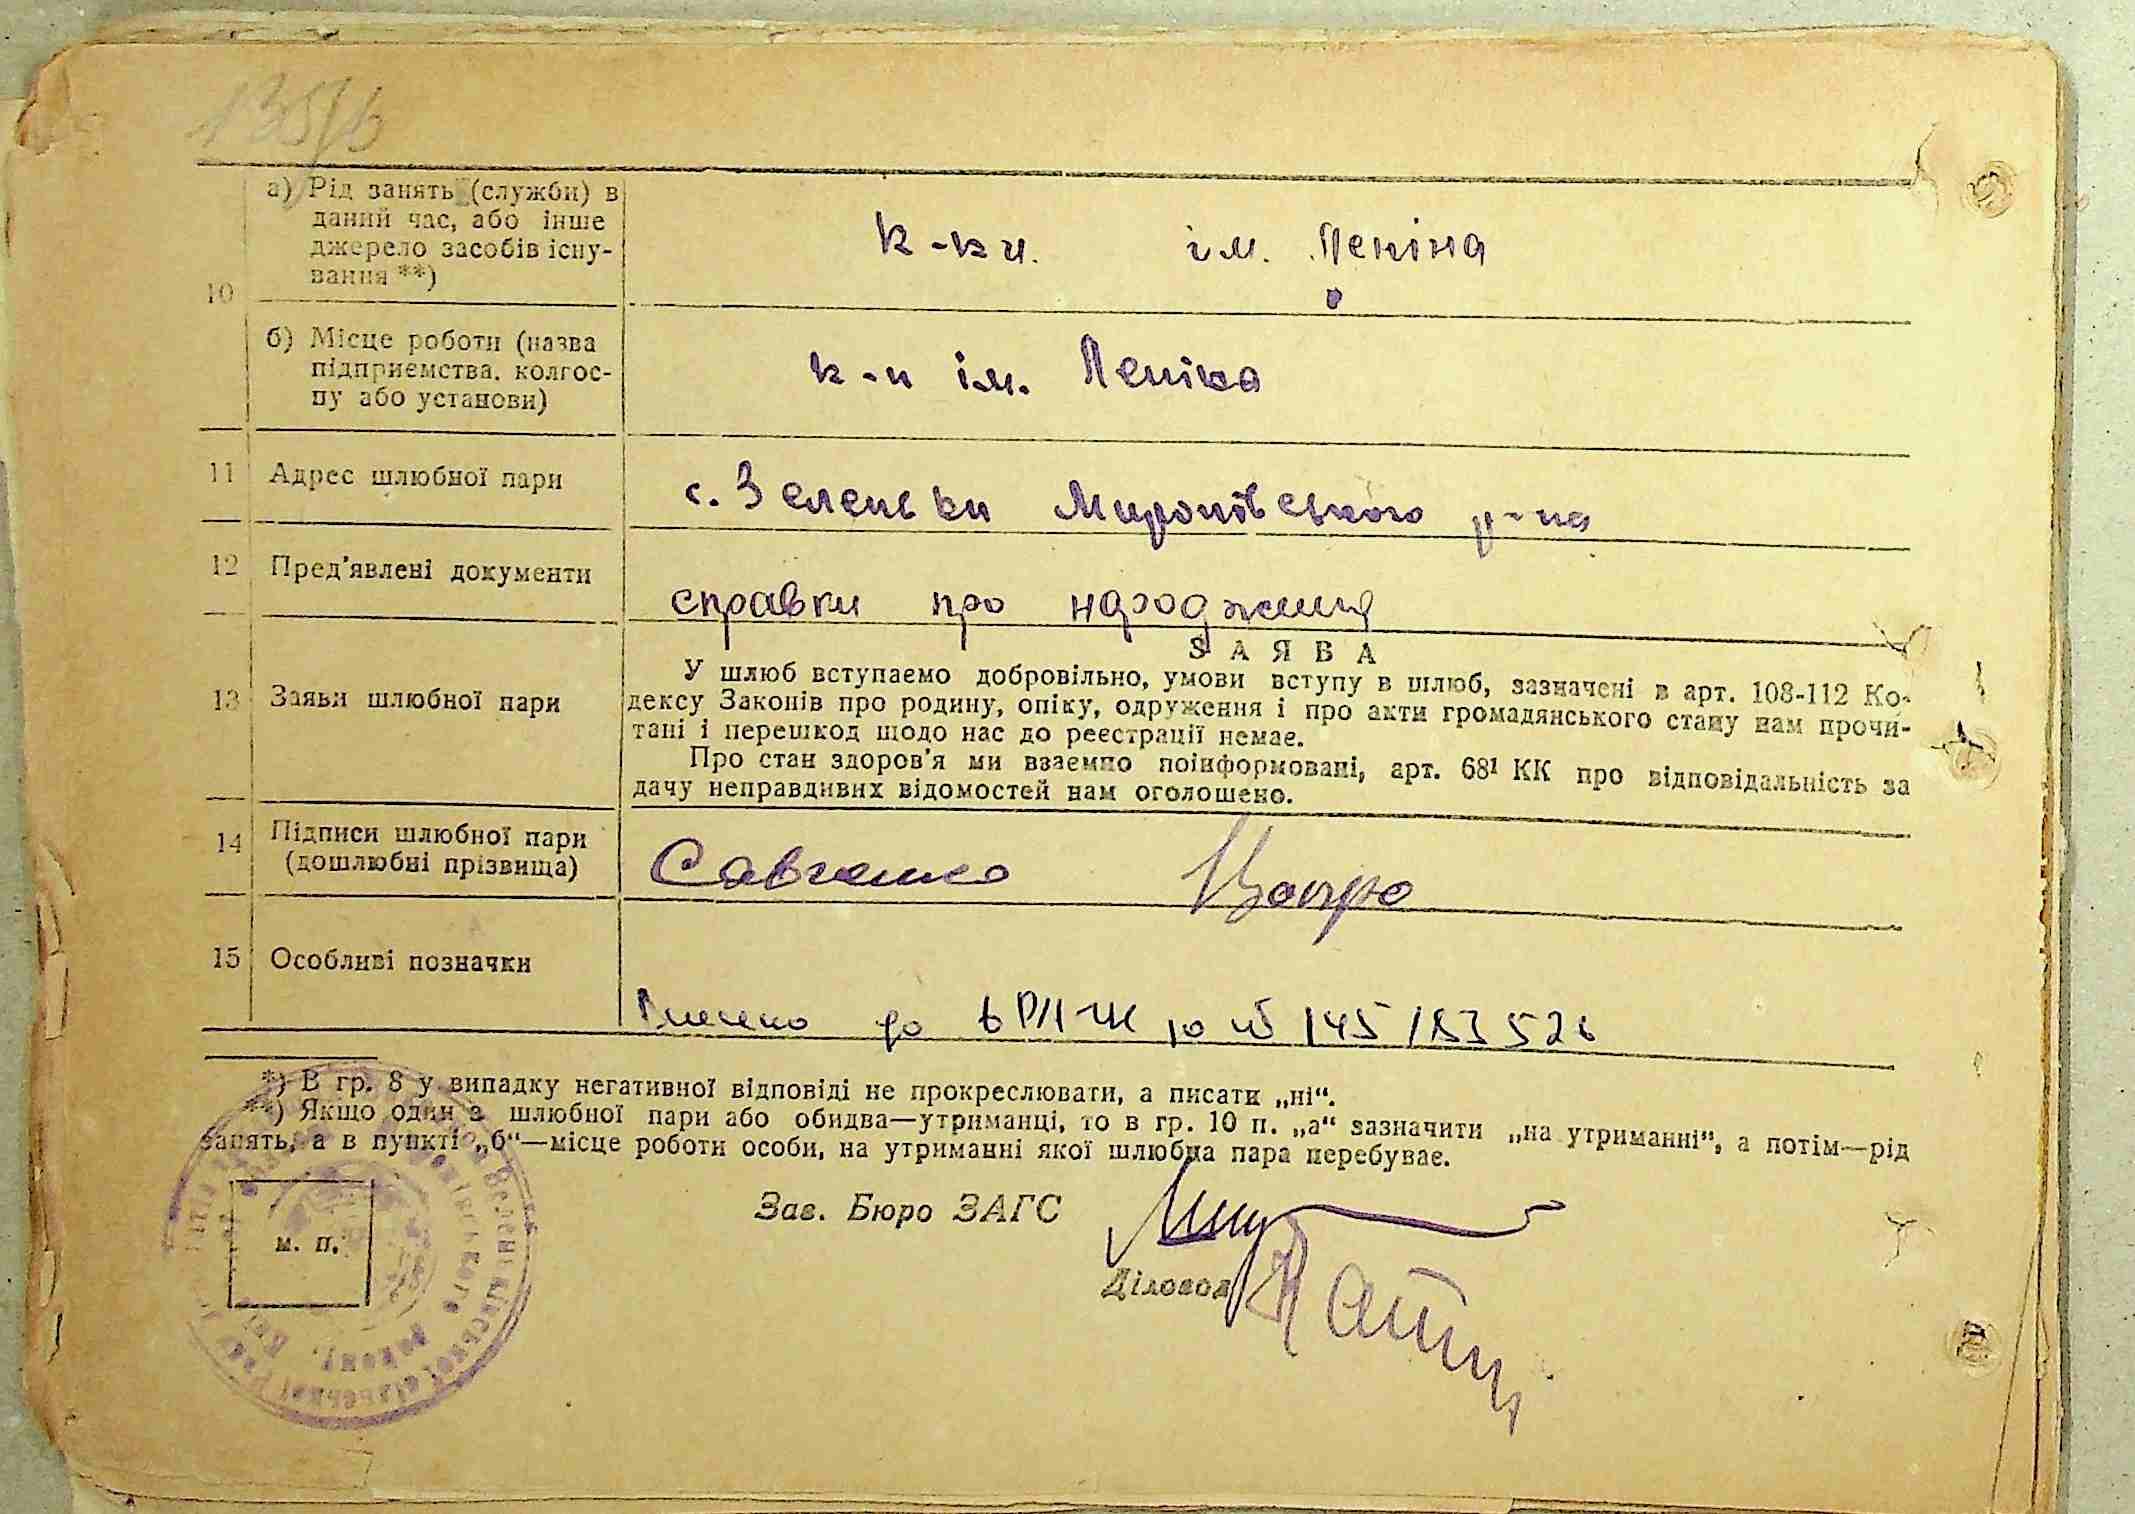 135/b
а) Рід занять (служби) в
даний час, або інше
джерело засобів існу-
вання **)
к-кн. ім. Леніна
10
б) Місце роботи (назва
підприємства, колгос-
пу або установи)
к-п ім. Леніна
11 Адрес шлюбної пари
с. Зеленьки Миронівського р-на
12 Пред'явлені документи
справки про народження
13 Заяви шлюбної пари
ЗАЯВА
У шлюб вступаємо добровільно, умови вступу в шлюб, зазначені в арт. 108-112 Ко-
дексу Законів про родину, опіку, одруження і про акти громадянського стану нам прочи-
тані і перешкод щодо нас до реєстрації немає.
Про стан здоров'я ми взаємно поінформовані, арт. 68¹ КК про відповідальність за
дачу неправдивих відомостей нам оголошено.
14 Підписи шлюбної пари
(дошлюбні прізвища)
Савченко
15 Особливі позначки
до 145
*) В гр. 8 у випадку негативної відповіді не прокреслювати, а писати „ні“.
**) Якщо один з шлюбної пари або обидва—утриманці, то в гр. 10 п. „а“ зазначити „на утриманні“, а потім—рід
занять, а в пункті „б“—місце роботи особи, на утриманні якої шлюбна пара перебуває.
Зав. Бюро ЗАГС
м. п.
Діловод